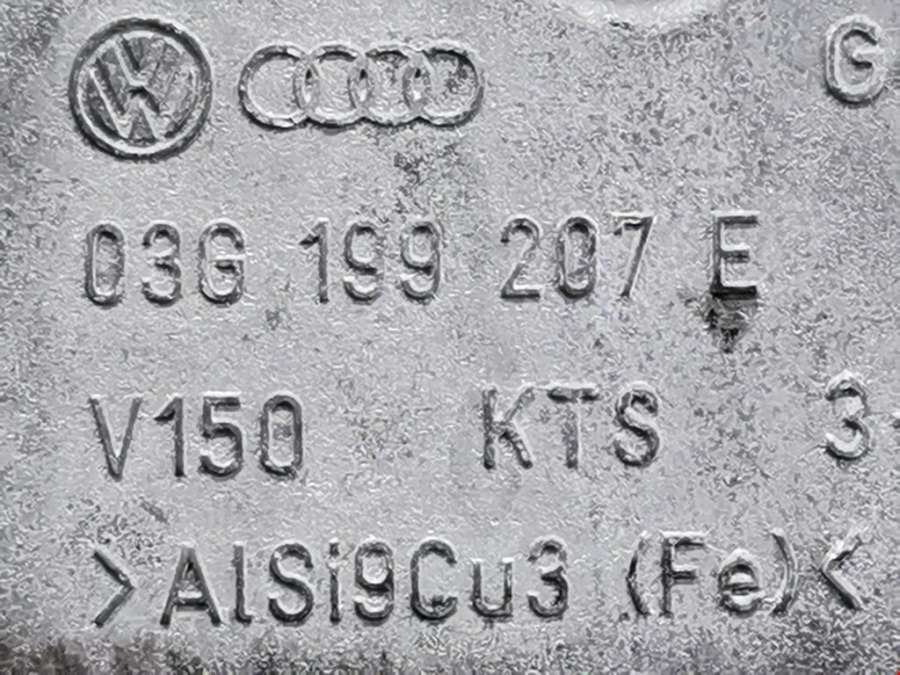 G
03G 199 207 E
V150 KTS 3-
>AlSi9Cu3 (Fe)<